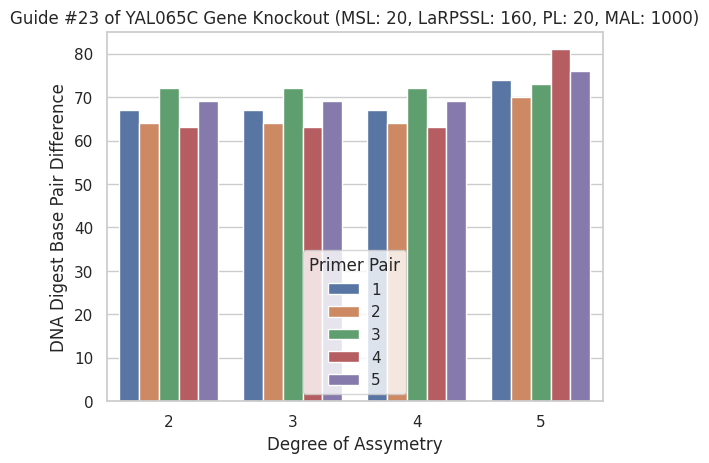 Guide #23 of YAL065C Gene Knockout (MSL: 20, LaRPSSL: 160, PL: 20, MAL: 1000)
DNA Digest Base Pair Difference
80
70
60
50
40
30
20
10
0
Primer Pair
1
2
3
4
5
2 3 4 5
Degree of Assymetry